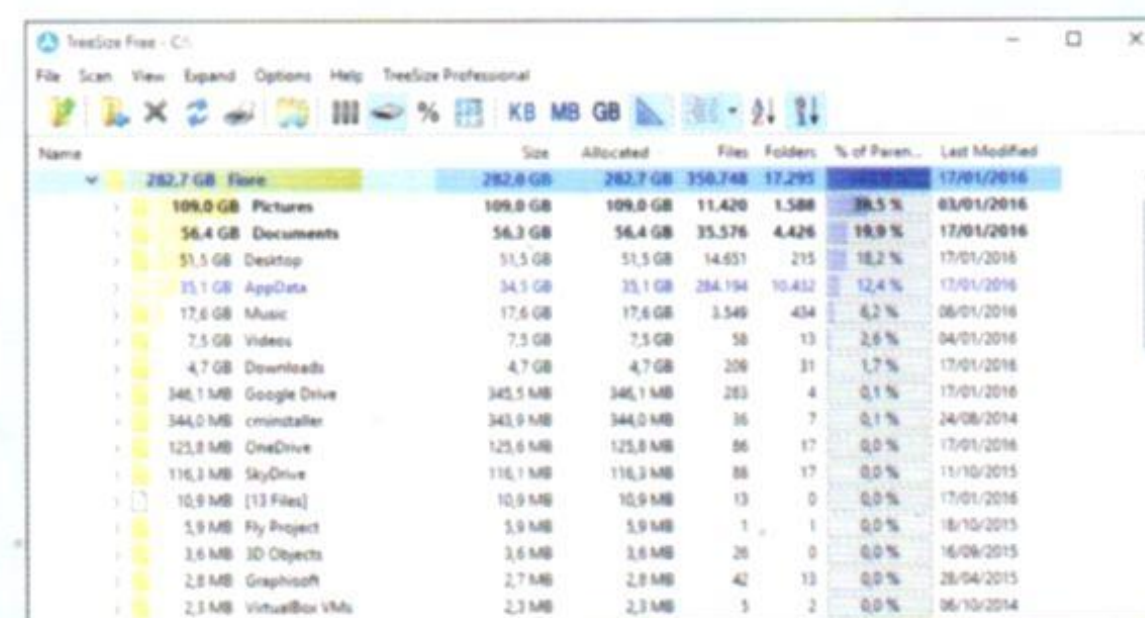 TreeSize Free - C:\
File Scan View Expand Options Help TreeSize Professional
% KB MB GB
Name Size Allocated Files Folders % of Paren... Last Modified
282,7 GB Fiore 282,0 GB 282,7 GB 350.748 17.295 17/01/2016
109,0 GB Pictures 109,0 GB 109,0 GB 11.420 1.588 38,5 % 03/01/2016
56,4 GB Documents 56,3 GB 56,4 GB 35.576 4.426 19,9 % 17/01/2016
51,5 GB Desktop 51,5 GB 51,5 GB 14.651 215 18,2 % 17/01/2016
35,1 GB AppData 34,5 GB 35,1 GB 284.194 10.432 12,4 % 17/01/2016
17,6 GB Music 17,6 GB 17,6 GB 3.549 434 6,2 % 08/01/2016
7,5 GB Videos 7,5 GB 7,5 GB 58 13 2,6 % 04/01/2016
4,7 GB Downloads 4,7 GB 4,7 GB 31 1,7 % 17/01/2016
346,1 MB Google Drive 345,5 MB 346,1 MB 283 4 0,1 % 17/01/2016
344,0 MB cminstaller 343,9 MB 344,0 MB 36 7 0,1 % 24/08/2014
125,8 MB OneDrive 125,6 MB 125,8 MB 86 17 0,0 % 17/01/2016
116,3 MB SkyDrive 116,1 MB 116,3 MB 88 17 0,0 % 11/10/2015
10,9 MB [13 Files] 10,9 MB 10,9 MB 13 0 0,0 % 17/01/2016
5,9 MB Fly Project 5,9 MB 5,9 MB 1 1 0,0 % 18/10/2015
3,6 MB 3D Objects 3,6 MB 3,6 MB 26 0 0,0 % 16/09/2015
2,8 MB Graphisoft 2,7 MB 2,8 MB 42 13 0,0 % 28/04/2015
2,3 MB VirtualBox VMs 2,3 MB 2,3 MB 5 2 0,0 % 06/10/2014